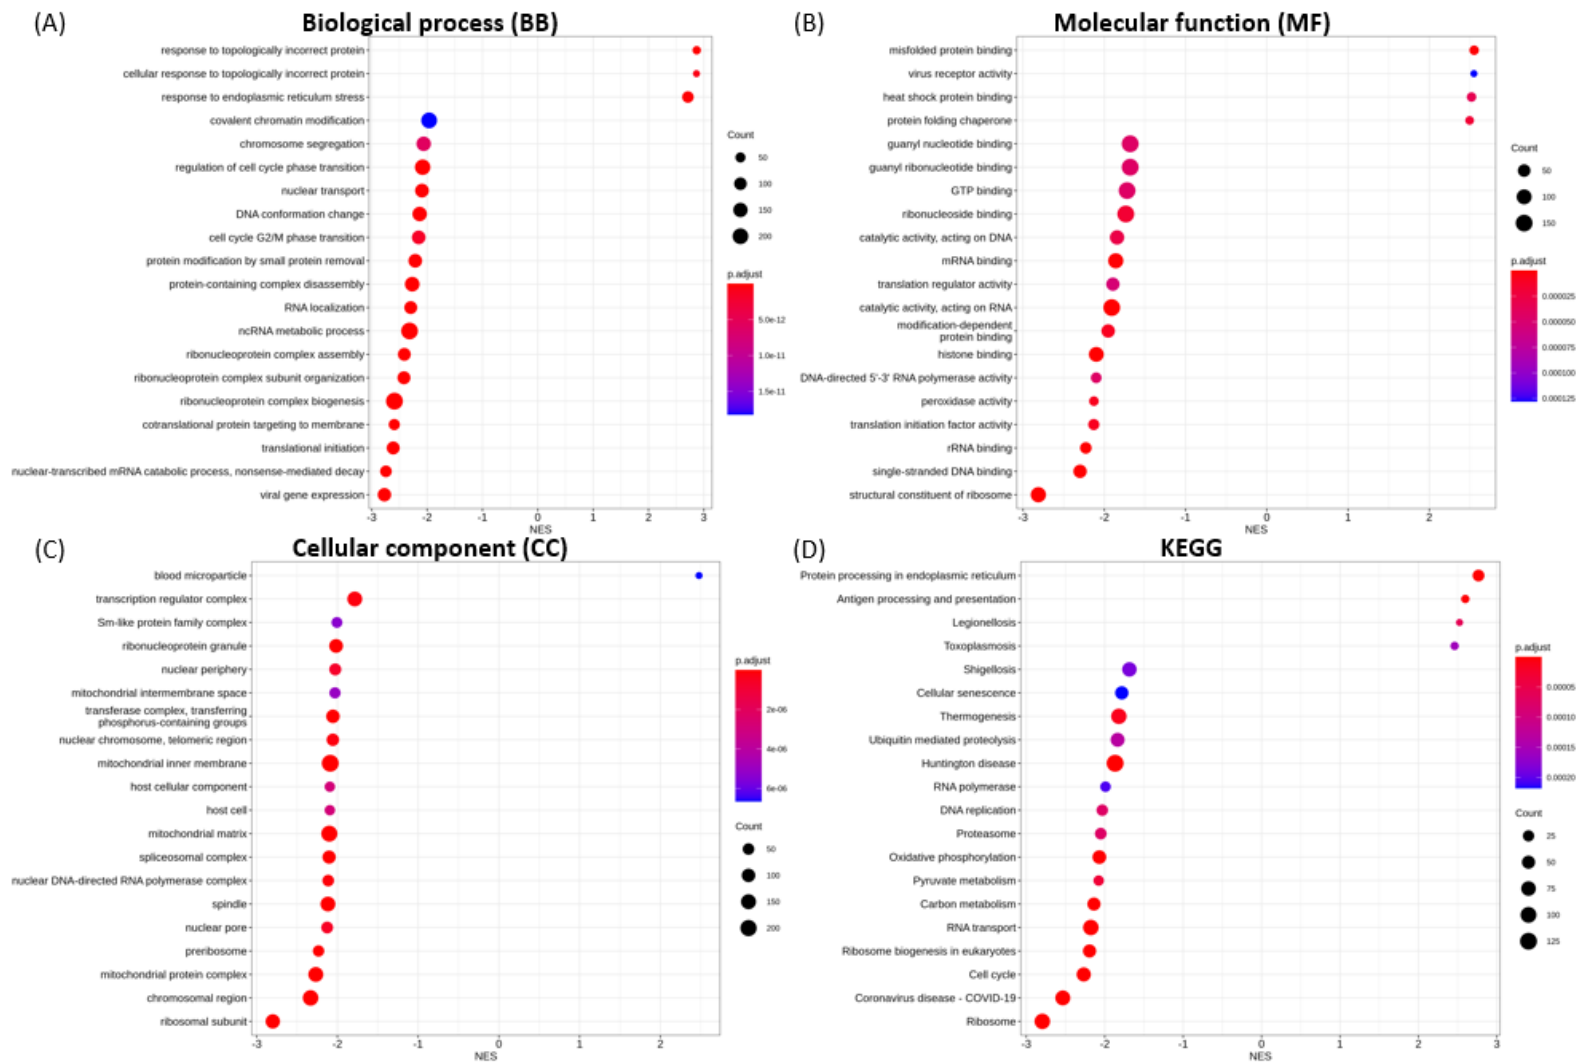 (A)
Biological process (BB)
response to topologically incorrect protein
cellular response to topologically incorrect protein
response to endoplasmic reticulum stress
covalent chromatin modification
chromosome segregation
regulation of cell cycle phase transition
nuclear transport
DNA conformation change
cell cycle G2/M phase transition
protein modification by small protein removal
protein-containing complex disassembly
RNA localization
ncRNA metabolic process
ribonucleoprotein complex assembly
ribonucleoprotein complex subunit organization
ribonucleoprotein complex biogenesis
cotranslational protein targeting to membrane
translational initiation
nuclear-transcribed mRNA catabolic process, nonsense-mediated decay
viral gene expression
-3 -2 -1 0 1 2 3
NES
Count
50
100
150
200
p.adjust
5.0e-12
1.0e-11
1.5e-11
(B)
Molecular function (MF)
misfolded protein binding
virus receptor activity
heat shock protein binding
protein folding chaperone
guanyl nucleotide binding
guanyl ribonucleotide binding
GTP binding
ribonucleoside binding
catalytic activity, acting on DNA
mRNA binding
translation regulator activity
catalytic activity, acting on RNA
modification-dependent
protein binding
histone binding
DNA-directed 5'-3' RNA polymerase activity
peroxidase activity
translation initiation factor activity
rRNA binding
single-stranded DNA binding
structural constituent of ribosome
-3 -2 -1 0 1 2
NES
Count
50
100
150
p.adjust
0.000025
0.000050
0.000075
0.000100
0.000125
(C)
Cellular component (CC)
blood microparticle
transcription regulator complex
Sm-like protein family complex
ribonucleoprotein granule
nuclear periphery
mitochondrial intermembrane space
transferase complex, transferring
phosphorus-containing groups
nuclear chromosome, telomeric region
mitochondrial inner membrane
host cellular component
host cell
mitochondrial matrix
spliceosomal complex
nuclear DNA-directed RNA polymerase complex
spindle
nuclear pore
preribosome
mitochondrial protein complex
chromosomal region
ribosomal subunit
-3 -2 -1 0 1 2
NES
p.adjust
2e-06
4e-06
6e-06
Count
50
100
150
200
(D)
KEGG
Protein processing in endoplasmic reticulum
Antigen processing and presentation
Legionellosis
Toxoplasmosis
Shigellosis
Cellular senescence
Thermogenesis
Ubiquitin mediated proteolysis
Huntington disease
RNA polymerase
DNA replication
Proteasome
Oxidative phosphorylation
Pyruvate metabolism
Carbon metabolism
RNA transport
Ribosome biogenesis in eukaryotes
Cell cycle
Coronavirus disease - COVID-19
Ribosome
-3 -2 -1 0 1 2 3
NES
p.adjust
0.00005
0.00010
0.00015
0.00020
Count
25
50
75
100
125